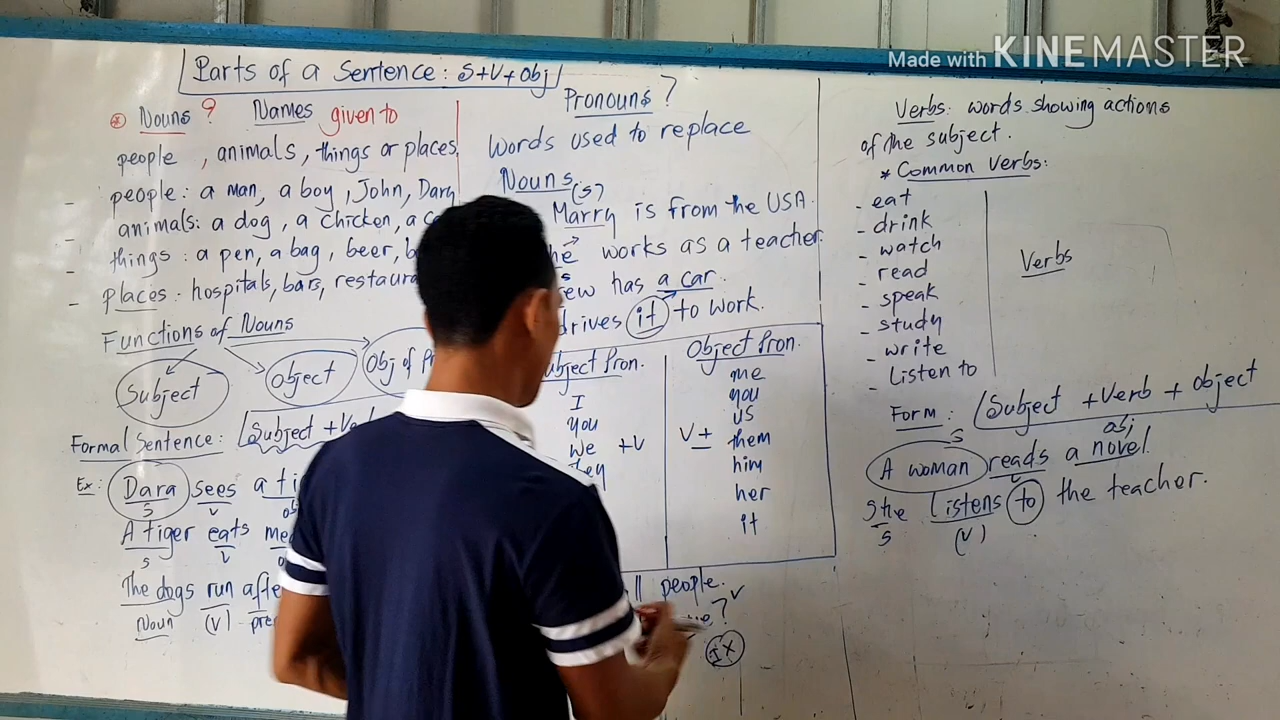 Made with KINEMASTER
Parts of a Sentence: S+V+Obj
* Nouns ? Names given to
people, animals, things or places
- people: a man, a boy, John, Dary
- animals: a dog, a chicken, a
- things: a pen, a bag, beer,
- Places: hospitals, bars,
Functions of Nouns
Subject Object Obj of
Formal Sentence: Subject +
Ex: Dara sees a
S V
A tiger eats
S V
The dogs run after
Noun (V)
Pronouns ?
Words used to replace
Nouns
(S)
Marry is from the USA.
works as a teacher.
has a car.
drives it to work.
Pron.
I
you
we +V
they
Object Pron.
me
you
us
V+ them
him
her
it
people.
? v
I X
Verbs: words showing actions
of the subject.
* Common Verbs:
- eat
- drink
- watch
- read
- speak
- study
- write
- Listen to
Verbs
Form: Subject + Verb + object
S obj
A woman reads a novel.
V
She listens to the teacher.
S (V)